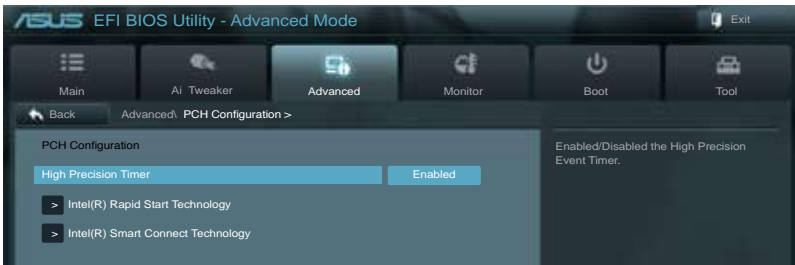 ASUS EFI BIOS Utility - Advanced Mode
Exit
Main
Ai Tweaker
Advanced
Monitor
Boot
Tool
Back
Advanced\ PCH Configuration >
PCH Configuration
High Precision Timer
Enabled
> Intel(R) Rapid Start Technology
> Intel(R) Smart Connect Technology
Enabled/Disabled the High Precision
Event Timer.